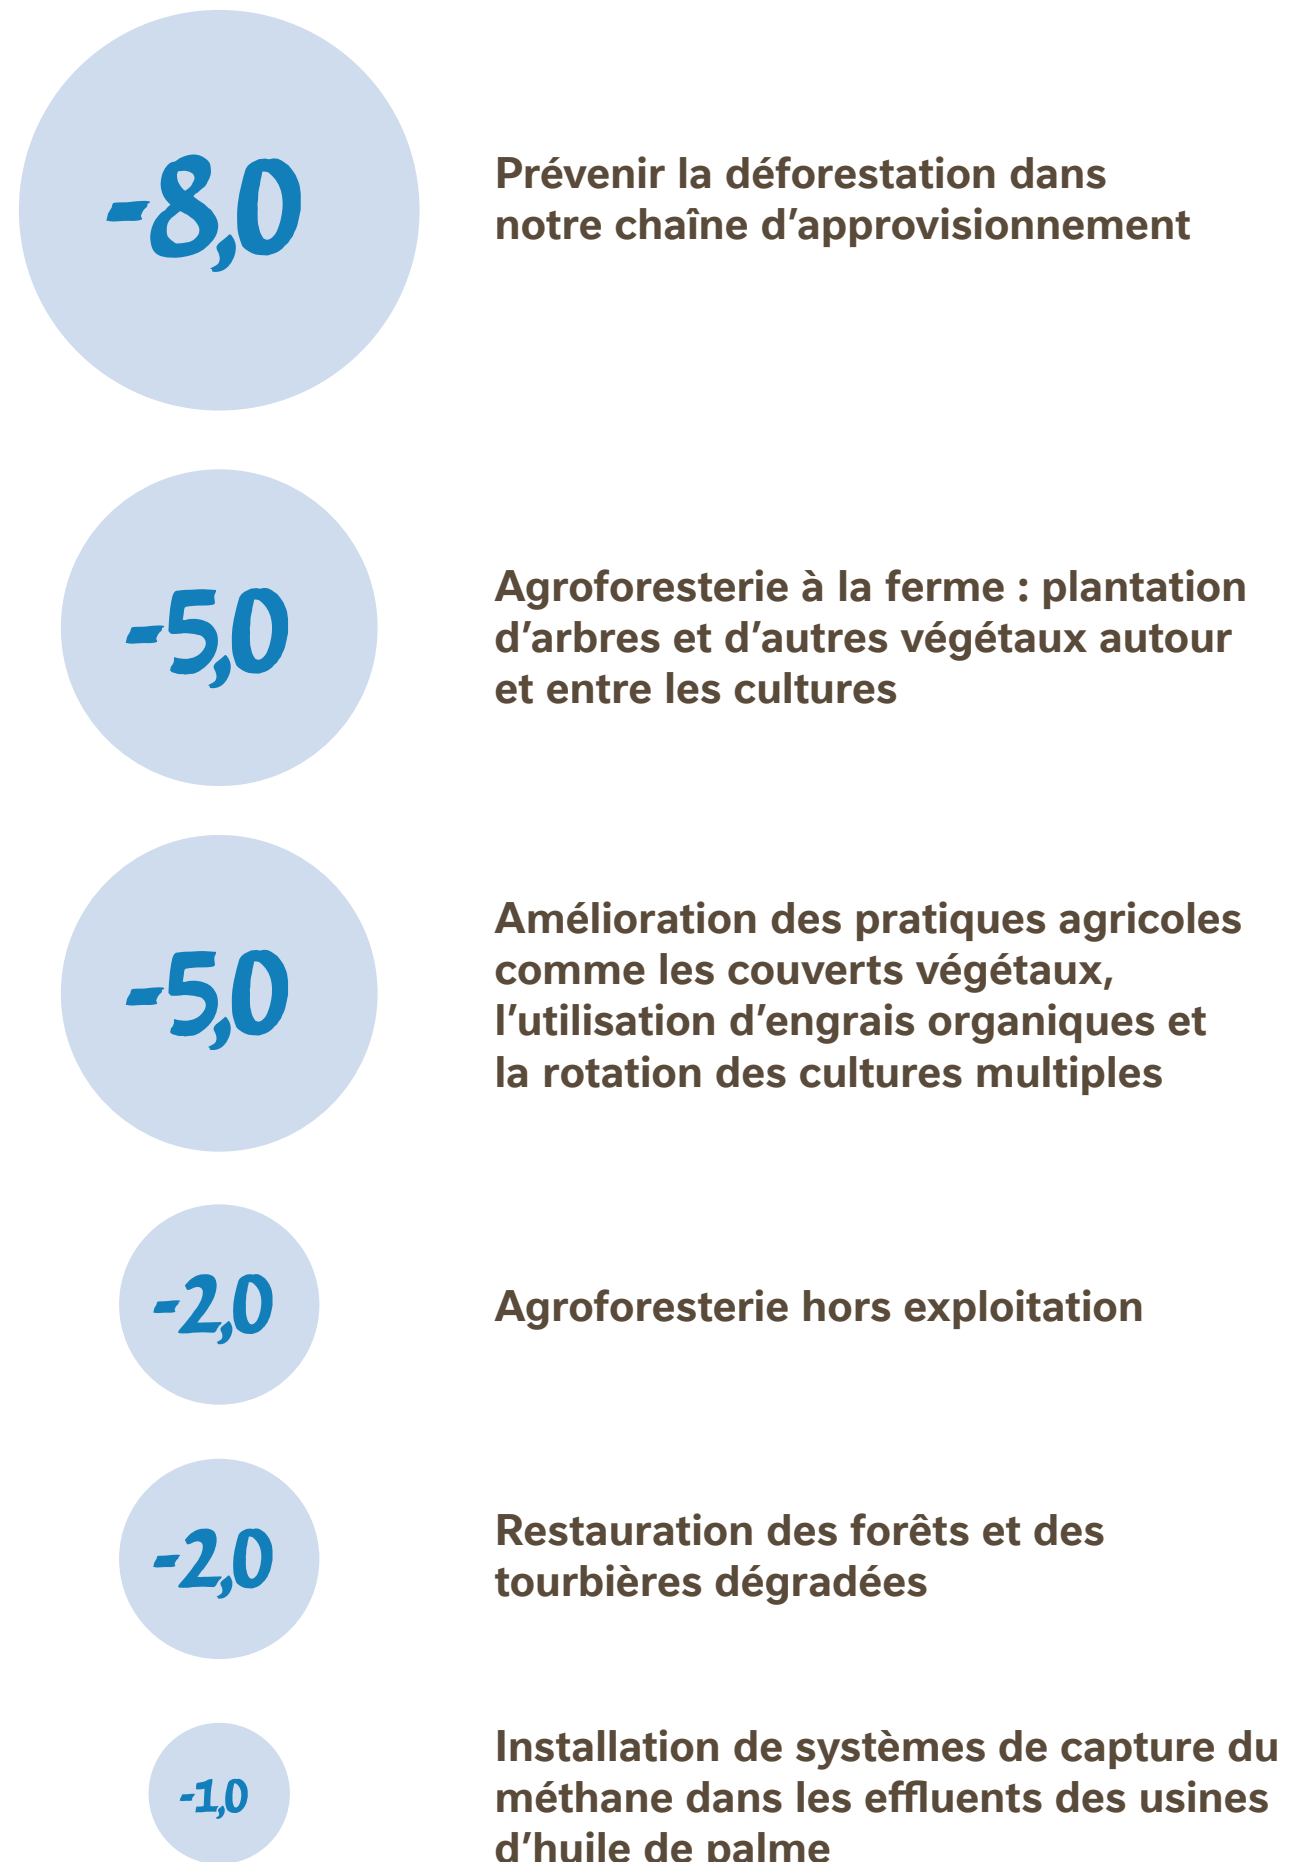 -8,0
Prévenir la déforestation dans
notre chaîne d’approvisionnement
-5,0
Agroforesterie à la ferme : plantation
d’arbres et d’autres végétaux autour
et entre les cultures
-5,0
Amélioration des pratiques agricoles
comme les couverts végétaux,
l’utilisation d’engrais organiques et
la rotation des cultures multiples
-2,0
Agroforesterie hors exploitation
-2,0
Restauration des forêts et des
tourbières dégradées
-1,0
Installation de systèmes de capture du
méthane dans les effluents des usines
d’huile de palme